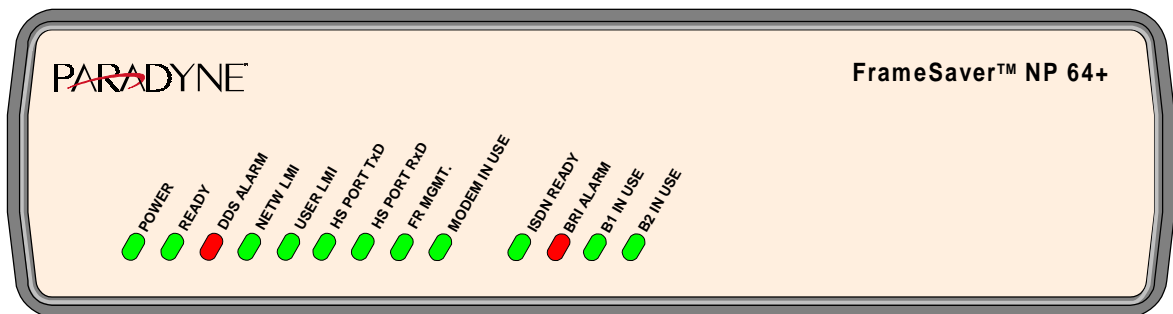 PARADYNE
FrameSaver™ NP 64+
POWER
READY
DDS ALARM
NETW LMI
USER LMI
HS PORT TxD
HS PORT RxD
FR MGMT.
MODEM IN USE
ISDN READY
BRI ALARM
B1 IN USE
B2 IN USE